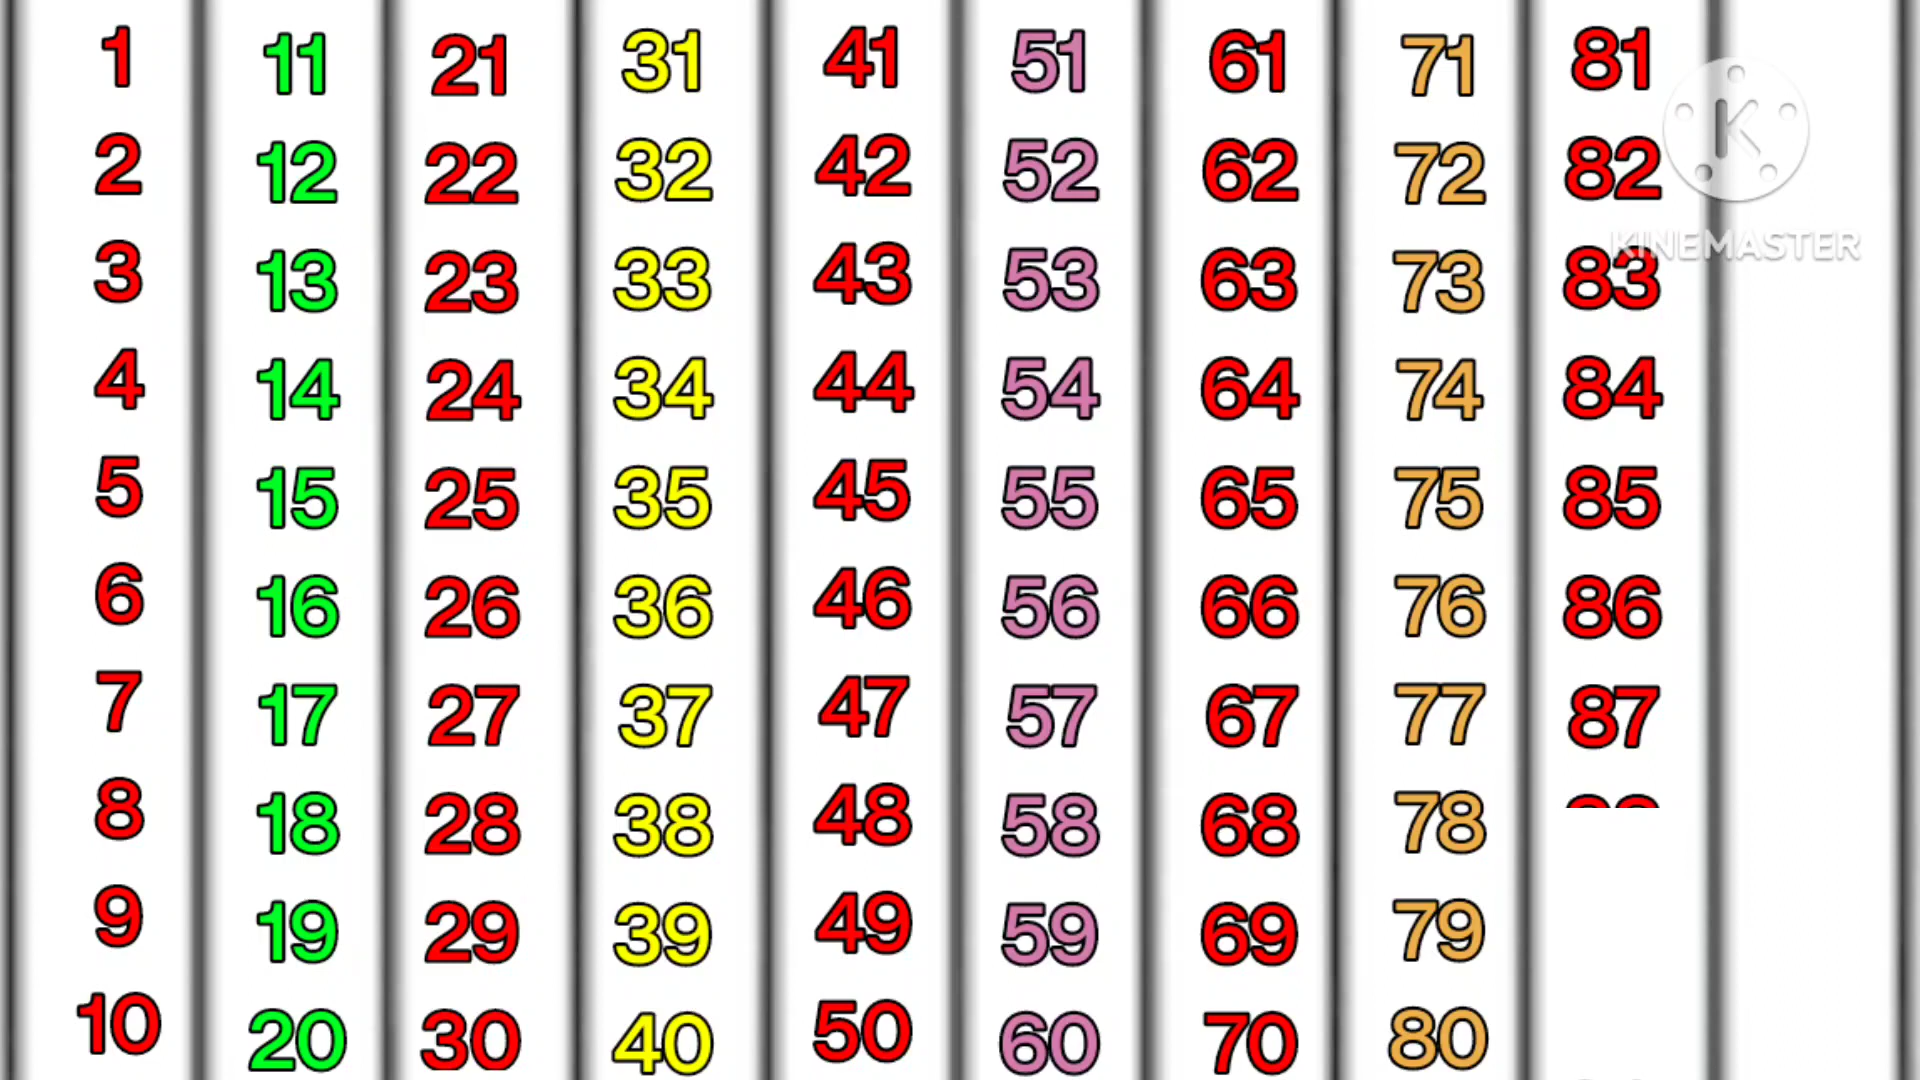 1 11 21 31 41 51 61 71 81
2 12 22 32 42 52 62 72 82
3 13 23 33 43 53 63 73 83
4 14 24 34 44 54 64 74 84
5 15 25 35 45 55 65 75 85
6 16 26 36 46 56 66 76 86
7 17 27 37 47 57 67 77 87
8 18 28 38 48 58 68 78
9 19 29 39 49 59 69 79
10 20 30 40 50 60 70 80
K
KINEMASTER